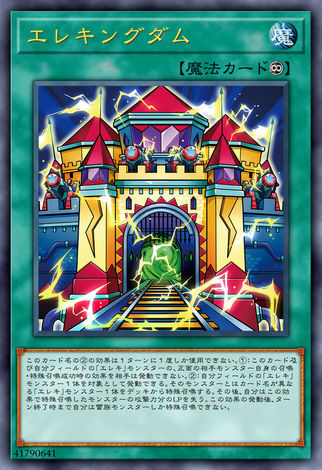 エレキングダム
魔
【魔法カード】
このカード名の②の効果は1ターンに1度しか使用できない。①：このカード及
び自分フィールドの「エレキ」モンスターの、正面の相手モンスター自身の召喚
・特殊召喚成功時の効果を相手は発動できない。②：自分フィールドの「エレキ」
モンスター1体を対象として発動できる。そのモンスターとはカード名が異な
る「エレキ」モンスター1体をデッキから特殊召喚する。その後、自分はこの効
果で特殊召喚したモンスターの攻撃力分のLPを失う。この効果の発動後、ター
ン終了時まで自分は雷族モンスターしか特殊召喚できない。
41790641